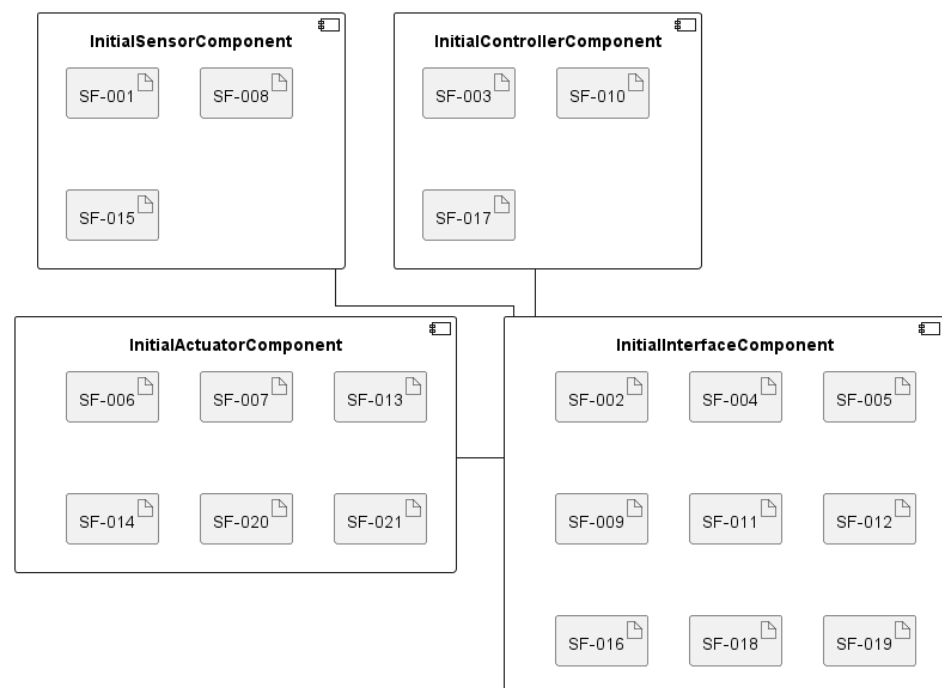 InitialSensorComponent
SF-001 SF-008
SF-015
InitialControllerComponent
SF-003 SF-010
SF-017
InitialActuatorComponent
SF-006 SF-007 SF-013
SF-014 SF-020 SF-021
InitialInterfaceComponent
SF-002 SF-004 SF-005
SF-009 SF-011 SF-012
SF-016 SF-018 SF-019